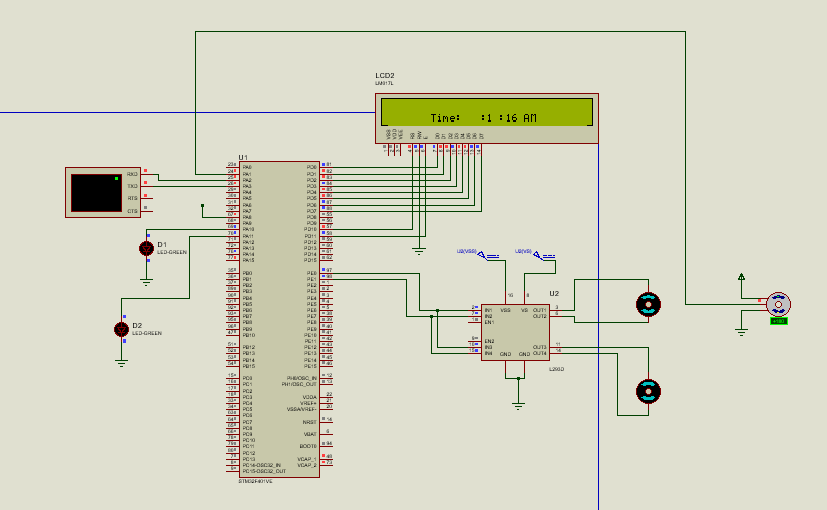 LCD2
LM017L
Time:   :1 :16 AM
VSS
VDD
VEE
RS
RW
E
D0
D1
D2
D3
D4
D5
D6
D7
U1
RXD
TXD
RTS
CTS
PA0
PA1
PA2
PA3
PA4
PA5
PA6
PA7
PA8
PA9
PA10
PA11
PA12
PA13
PA14
PA15
PD0
PD1
PD2
PD3
PD4
PD5
PD6
PD7
PD8
PD9
PD10
PD11
PD12
PD13
PD14
PD15
D1
LED-GREEN
D2
LED-GREEN
PB0
PB1
PB2
PB3
PB4
PB5
PB6
PB7
PB8
PB9
PB10
PB12
PB13
PB14
PB15
PE0
PE1
PE2
PE3
PE4
PE5
PE6
PE7
PE8
PE9
PE10
PE11
PE12
PE13
PE14
PE15
PC0
PC1
PC2
PC3
PC4
PC5
PC6
PC7
PC8
PC9
PC10
PC11
PC12
PC13
PC14-OSC32_IN
PC15-OSC32_OUT
PH0/OSC_IN
PH1/OSC_OUT
VDDA
VREF+
VSSA/VREF-
NRST
VBAT
BOOT0
VCAP_1
VCAP_2
STM32F401VE
U2(VSS)
U2(VS)
U2
16
8
IN1
IN2
EN1
EN2
IN3
IN4
VSS
VS
OUT1
OUT2
OUT3
OUT4
GND
GND
3
6
11
14
L293D